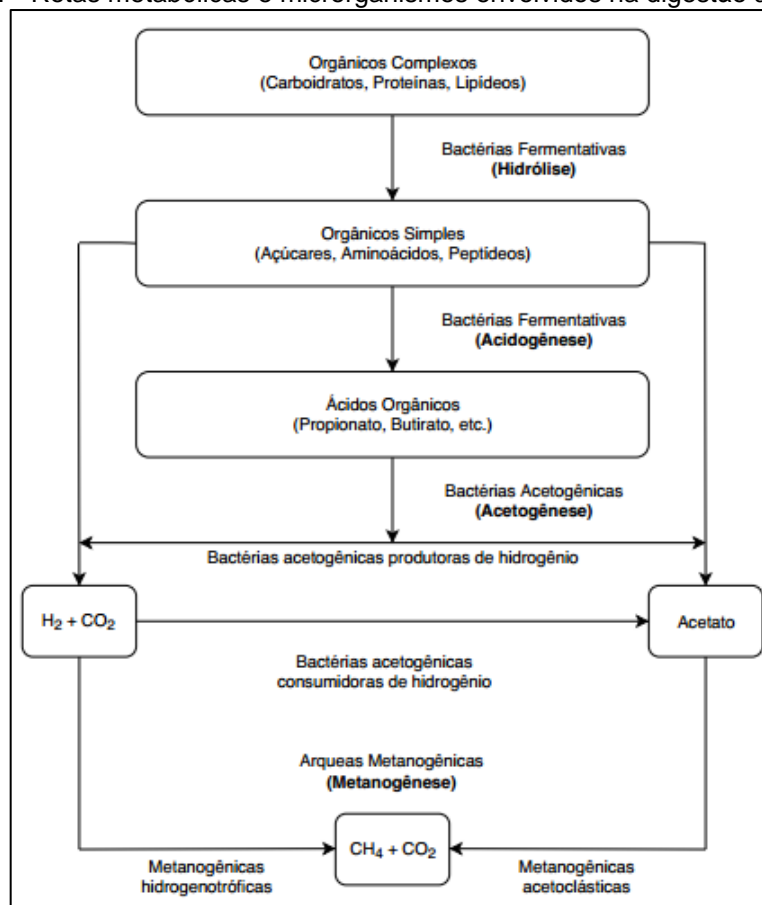 Rotas metabólicas e microrganismos envolvidos na digestão
Orgânicos Complexos
(Carboidratos, Proteínas, Lipídeos)
Bactérias Fermentativas
(Hidrólise)
Orgânicos Simples
(Açúcares, Aminoácidos, Peptídeos)
Bactérias Fermentativas
(Acidogênese)
Ácidos Orgânicos
(Propionato, Butirato, etc.)
Bactérias Acetogênicas
(Acetogênese)
Bactérias acetogênicas produtoras de hidrogênio
H₂ + CO₂
Acetato
Bactérias acetogênicas
consumidoras de hidrogênio
Arqueas Metanogênicas
(Metanogênese)
CH₄ + CO₂
Metanogênicas
hidrogenotróficas
Metanogênicas
acetoclásticas